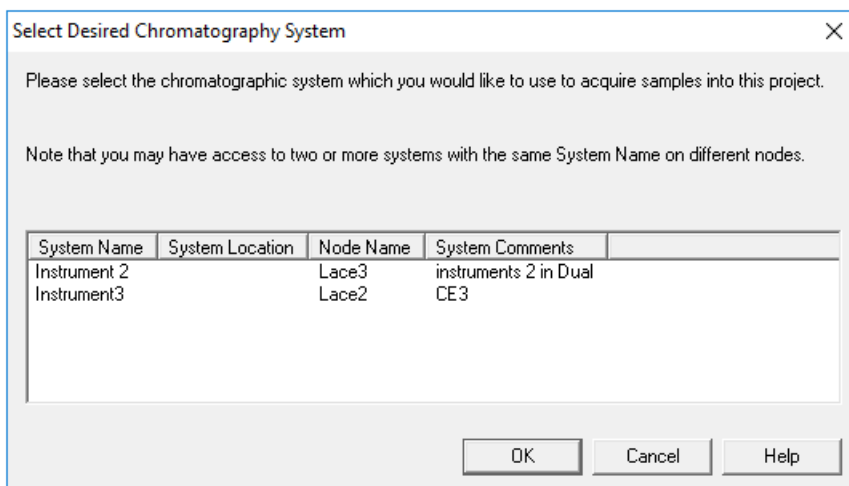 Select Desired Chromatography System
Please select the chromatographic system which you would like to use to acquire samples into this project.
Note that you may have access to two or more systems with the same System Name on different nodes.
System Name System Location Node Name System Comments
Instrument 2 Lace3 instruments 2 in Dual
Instrument3 Lace2 CE3
OK Cancel Help